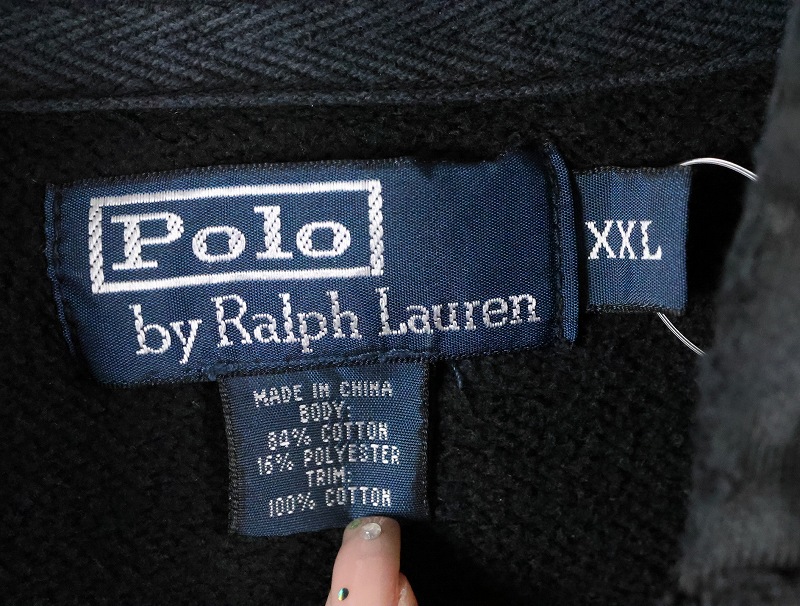 Polo
by Ralph Lauren
XXL
MADE IN CHINA
BODY:
84% COTTON
16% POLYESTER
TRIM:
100% COTTON